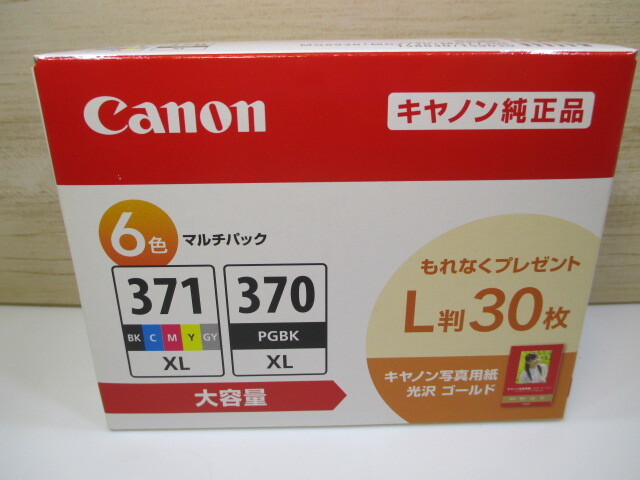 Canon
キヤノン純正品
6色 マルチパック
371
BK C M Y GY
XL
370
PGBK
XL
大容量
もれなくプレゼント
L判30枚
キヤノン写真用紙
光沢 ゴールド